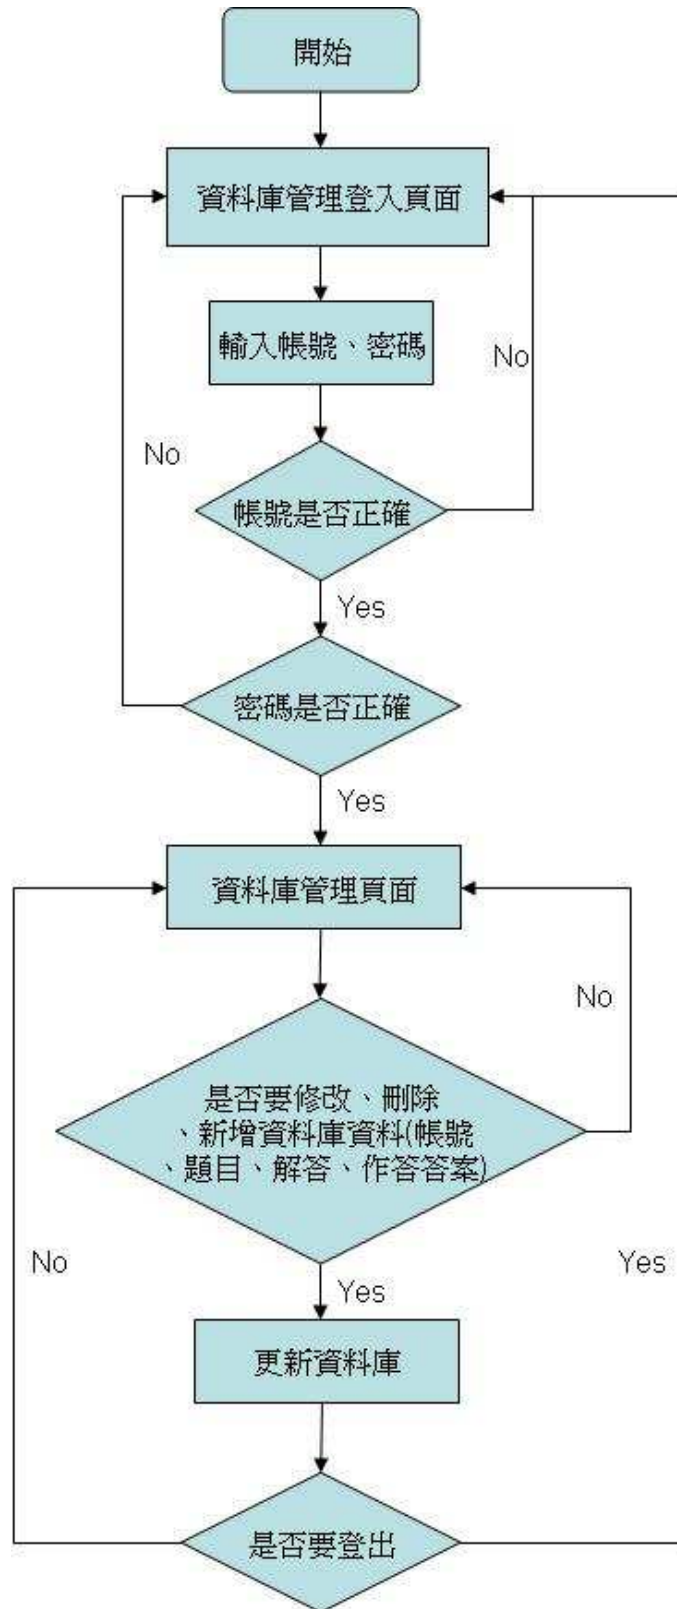 開始
資料庫管理登入頁面
輸入帳號、密碼
No
No
帳號是否正確
Yes
密碼是否正確
Yes
資料庫管理頁面
No
是否要修改、刪除
、新增資料庫資料(帳號
、題目、解答、作答答案)
No
Yes
Yes
更新資料庫
是否要登出